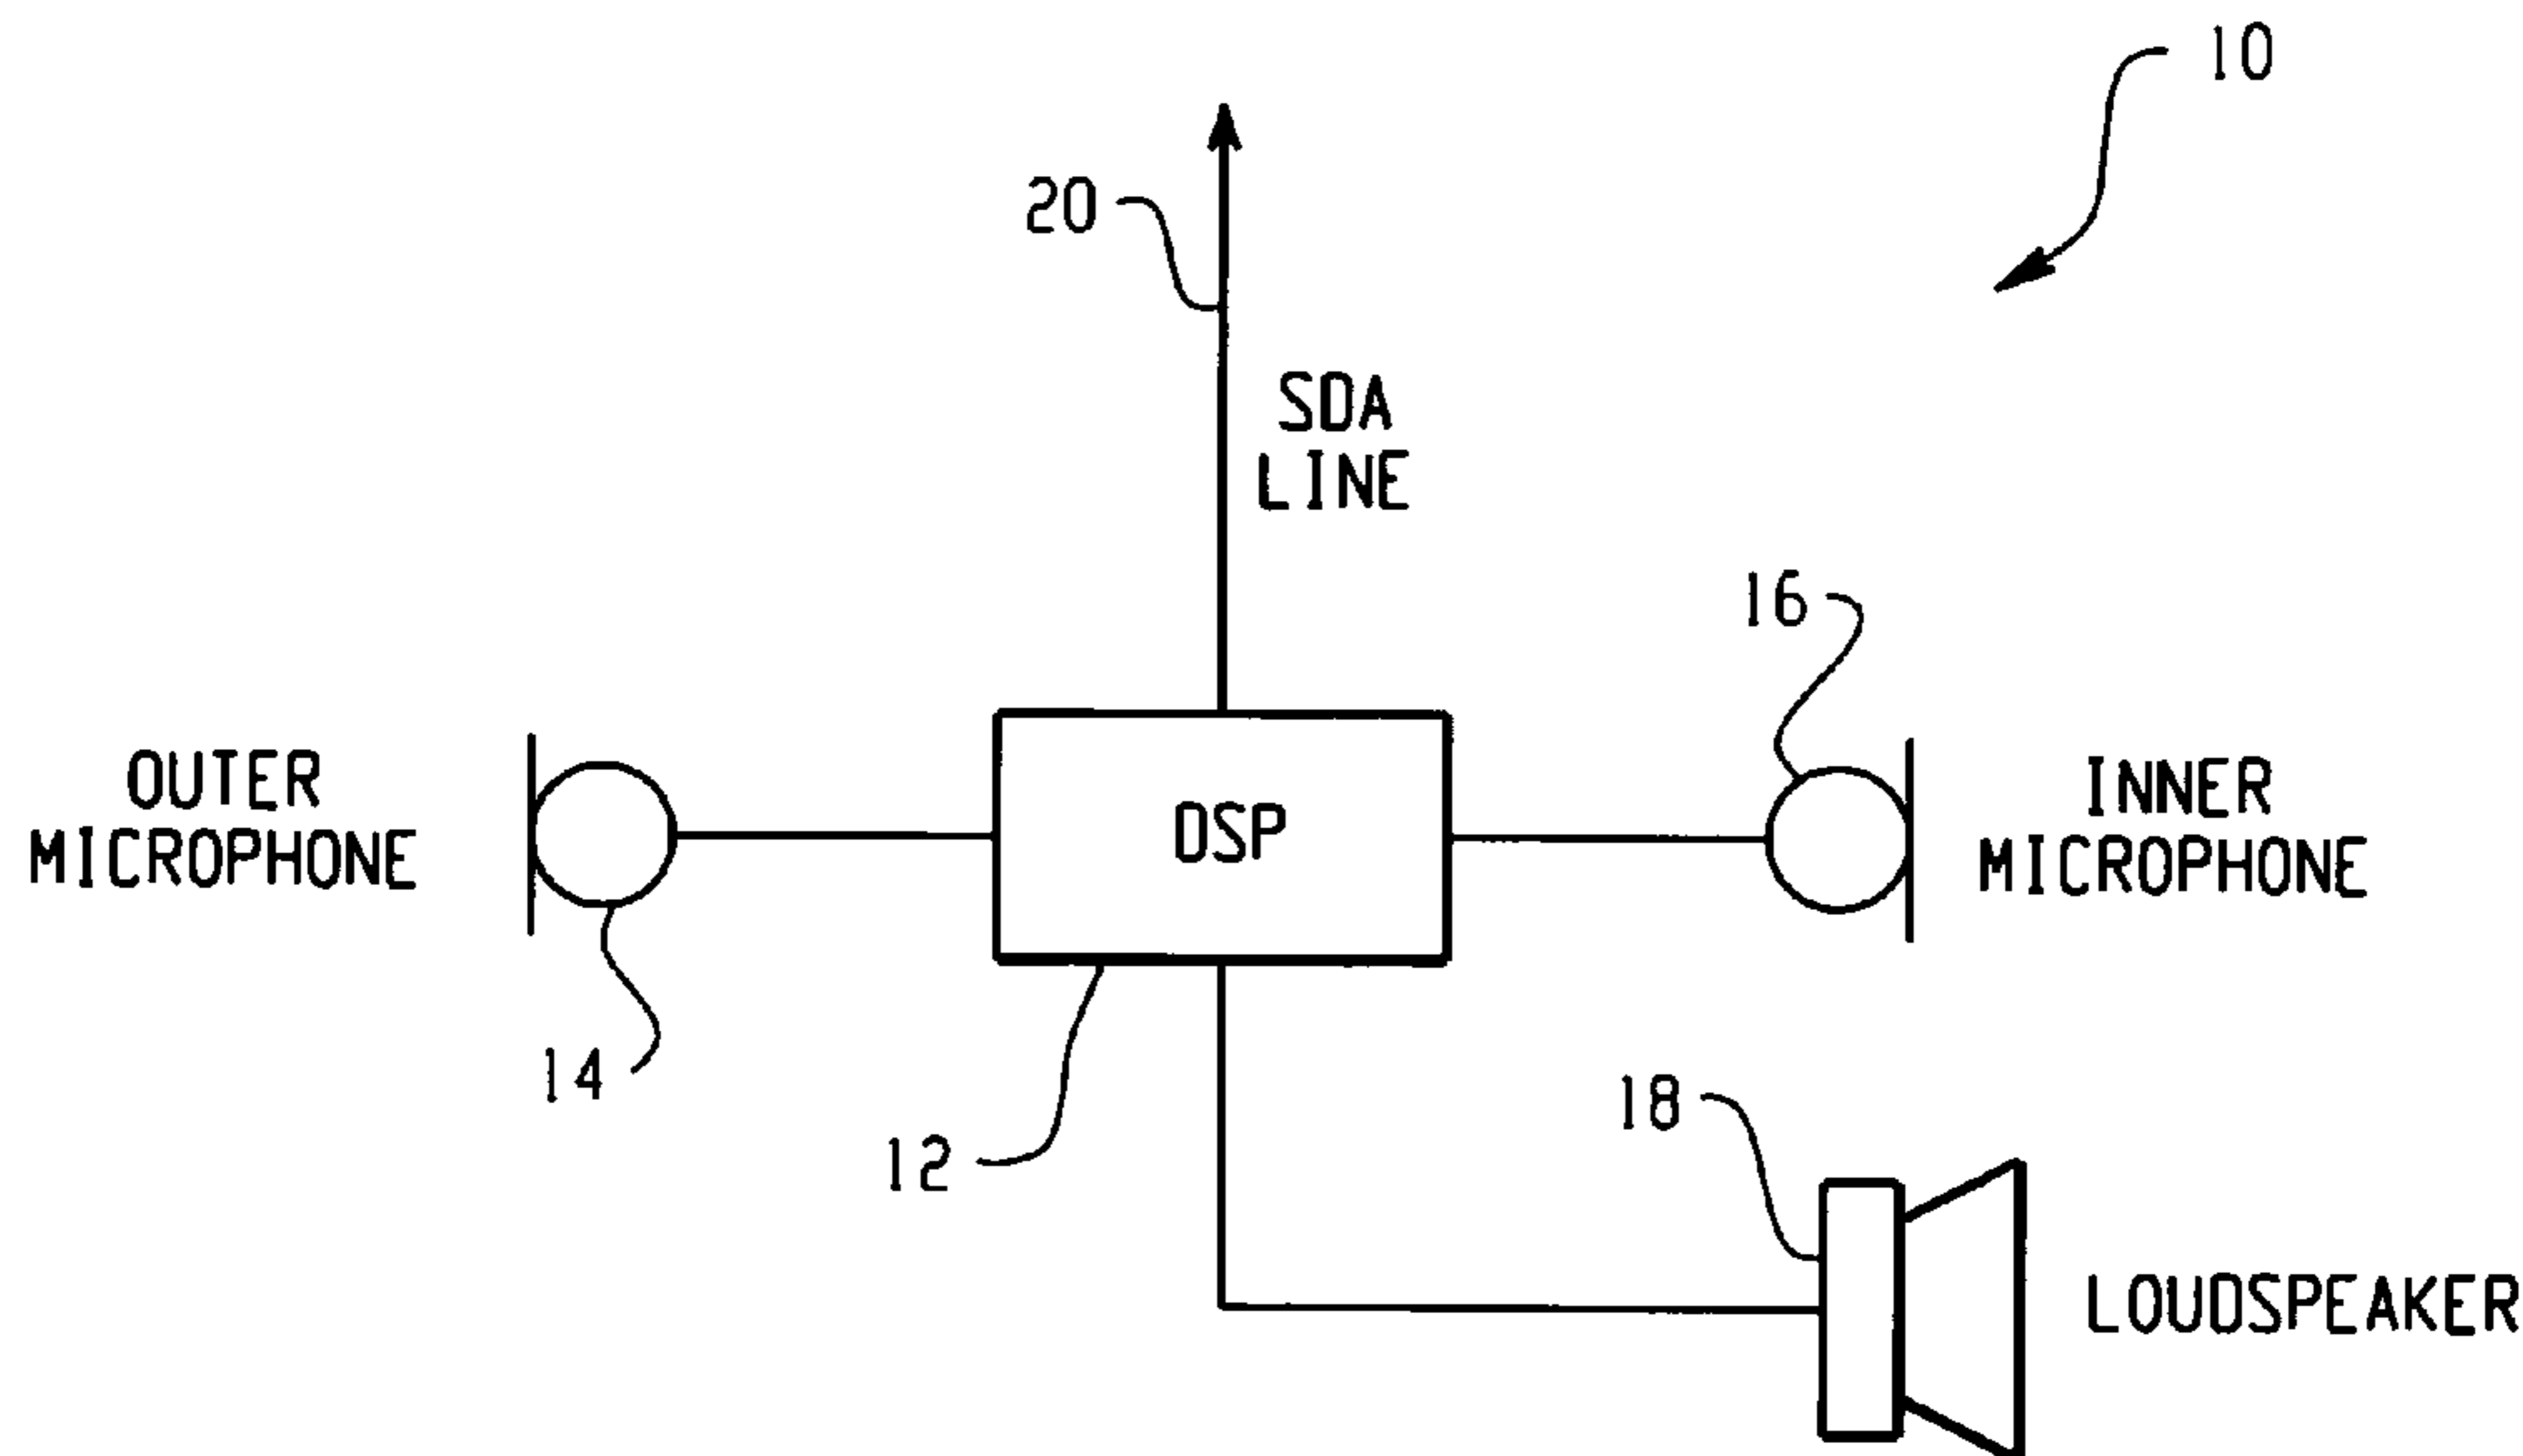 10
20
SDA
LINE
16
OUTER
MICROPHONE
DSP
INNER
MICROPHONE
14
18
12
LOUDSPEAKER